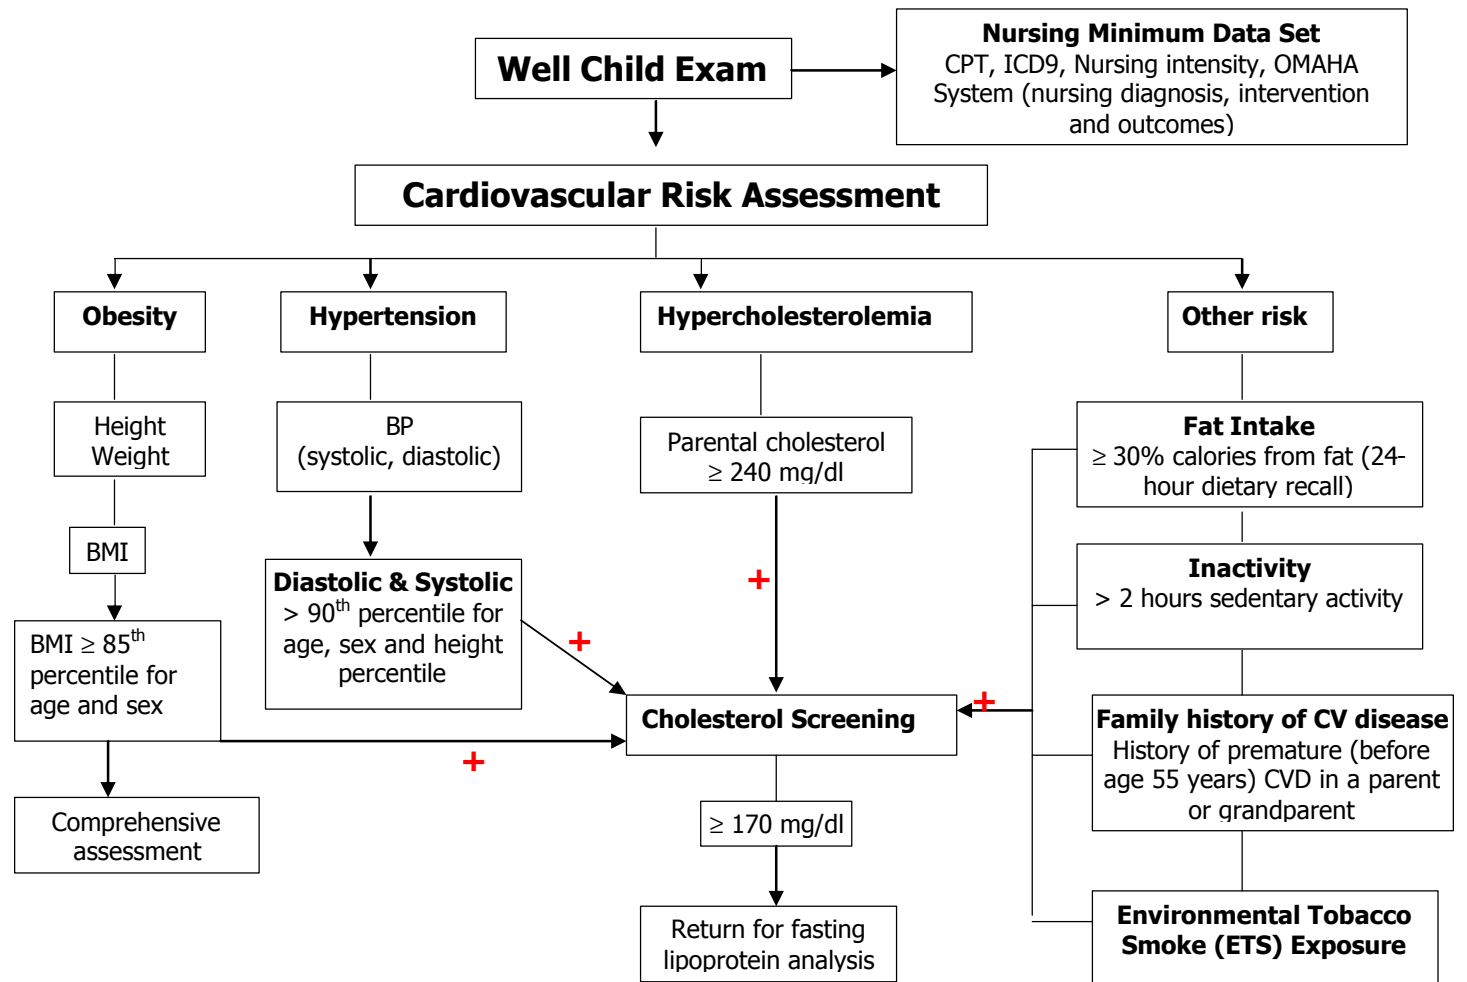 Well Child Exam
Nursing Minimum Data Set
CPT, ICD9, Nursing intensity, OMAHA
System (nursing diagnosis, intervention
and outcomes)
Cardiovascular Risk Assessment
Obesity
Hypertension
Hypercholesterolemia
Other risk
Height
Weight
BP
(systolic, diastolic)
Parental cholesterol
≥ 240 mg/dl
Fat Intake
≥ 30% calories from fat (24-
hour dietary recall)
BMI
Diastolic & Systolic
> 90th percentile for
age, sex and height
percentile
+
Inactivity
> 2 hours sedentary activity
BMI ≥ 85th
percentile for
age and sex
+
+
+
Cholesterol Screening
+
Family history of CV disease
History of premature (before
age 55 years) CVD in a parent
or grandparent
Comprehensive
assessment
≥ 170 mg/dl
Return for fasting
lipoprotein analysis
Environmental Tobacco
Smoke (ETS) Exposure